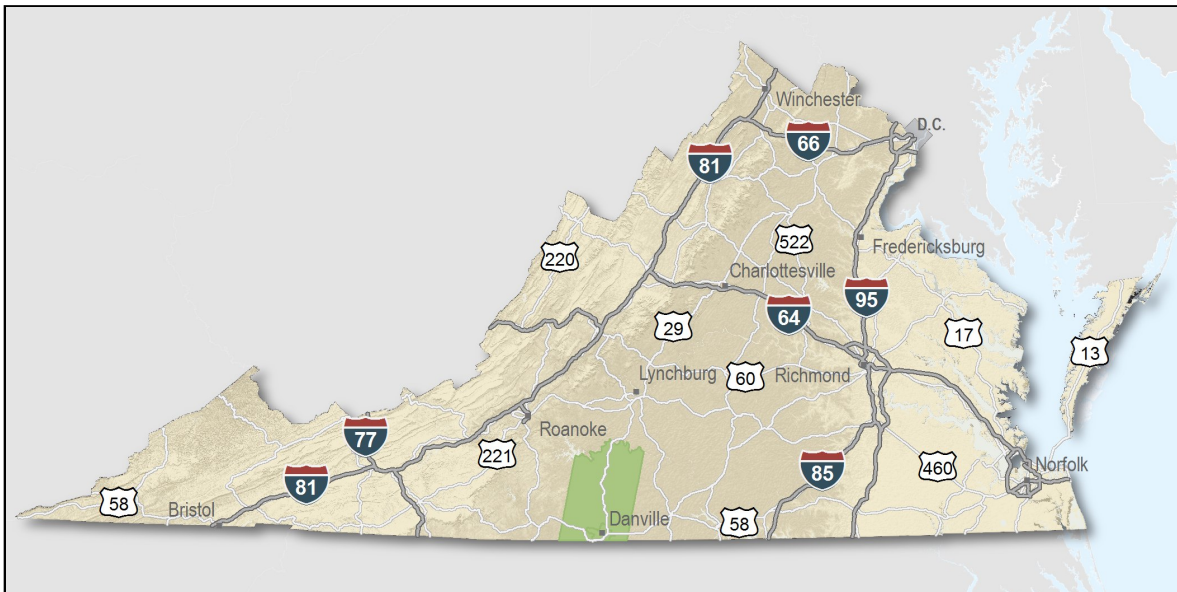 Winchester
D.C.
66
81
522
Fredericksburg
220
Charlottesville
95
64
29
17
13
60
Lynchburg
Richmond
77
Roanoke
221
85
460
Norfolk
81
58
Bristol
Danville
58